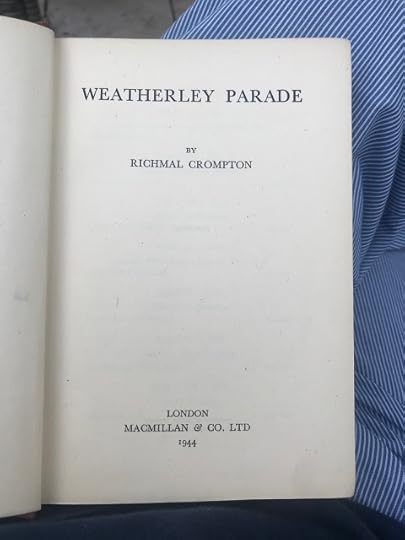 WEATHERLEY PARADE
BY
RICHMAL CROMPTON
LONDON
MACMILLAN & CO. LTD
1944